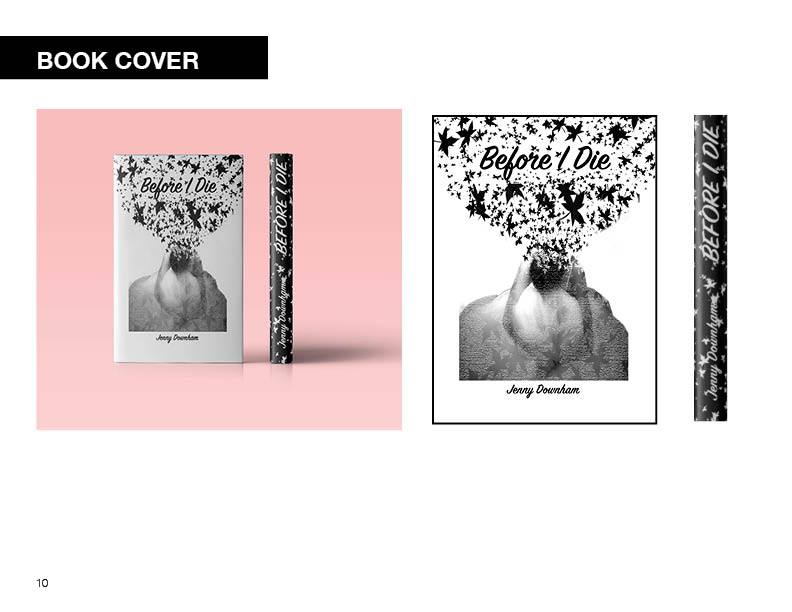 BOOK COVER
Before I Die
Jenny Downham
Jenny Downham BEFORE I DIE
Before I Die
Jenny Downham
Jenny Downham BEFORE I DIE
10